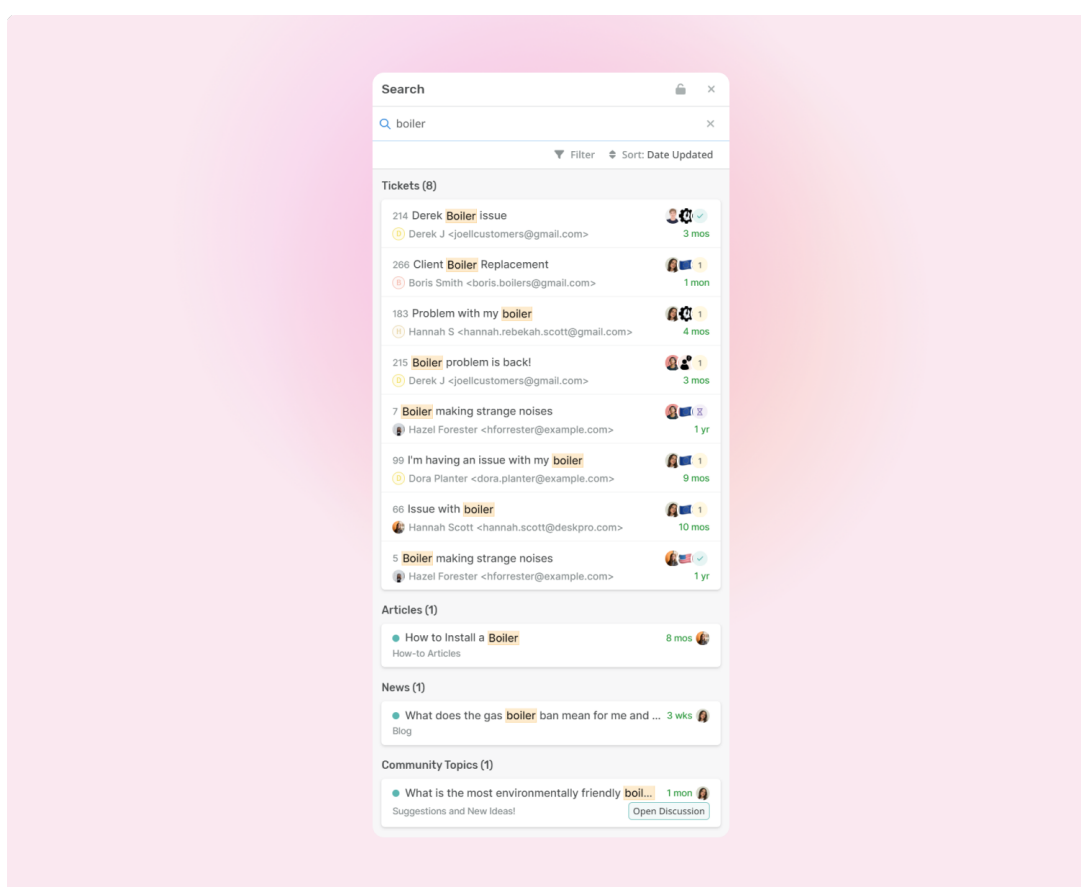 Search
boiler
Filter Sort: Date Updated
Tickets (8)
214 Derek Boiler issue
D Derek J <joellcustomers@gmail.com> 3 mos
266 Client Boiler Replacement 1
B Boris Smith <boris.boilers@gmail.com> 1 mon
183 Problem with my boiler 1
H Hannah S <hannah.rebekah.scott@gmail.com> 4 mos
215 Boiler problem is back! 1
D Derek J <joellcustomers@gmail.com> 3 mos
7 Boiler making strange noises
Hazel Forester <hforrester@example.com> 1 yr
99 I'm having an issue with my boiler 1
D Dora Planter <dora.planter@example.com> 9 mos
66 Issue with boiler 1
Hannah Scott <hannah.scott@deskpro.com> 10 mos
5 Boiler making strange noises
Hazel Forester <hforrester@example.com> 1 yr
Articles (1)
How to Install a Boiler 8 mos
How-to Articles
News (1)
What does the gas boiler ban mean for me and ... 3 wks
Blog
Community Topics (1)
What is the most environmentally friendly boil... 1 mon
Suggestions and New Ideas! Open Discussion